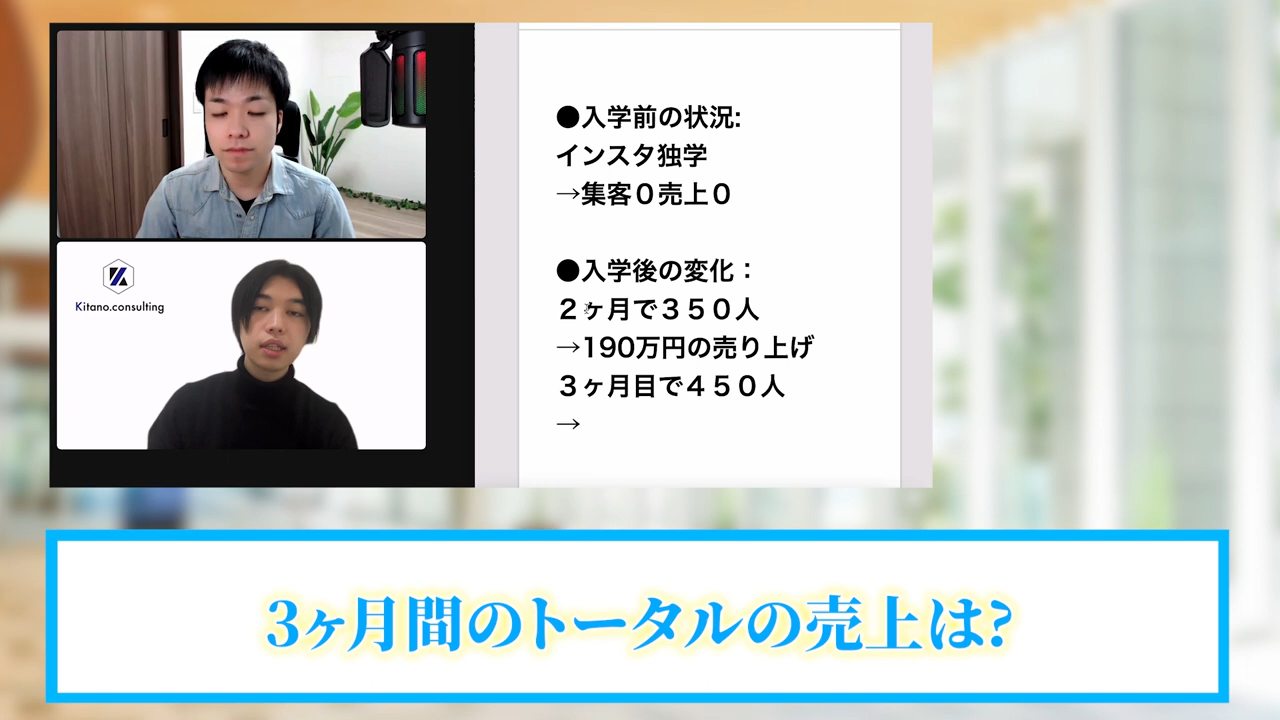 Kitano.consulting
●入学前の状況:
インスタ独学
→集客０売上０
●入学後の変化：
２ヶ月で３５０人
→190万円の売り上げ
３ヶ月目で４５０人
→
3ヶ月間のトータルの売上は?